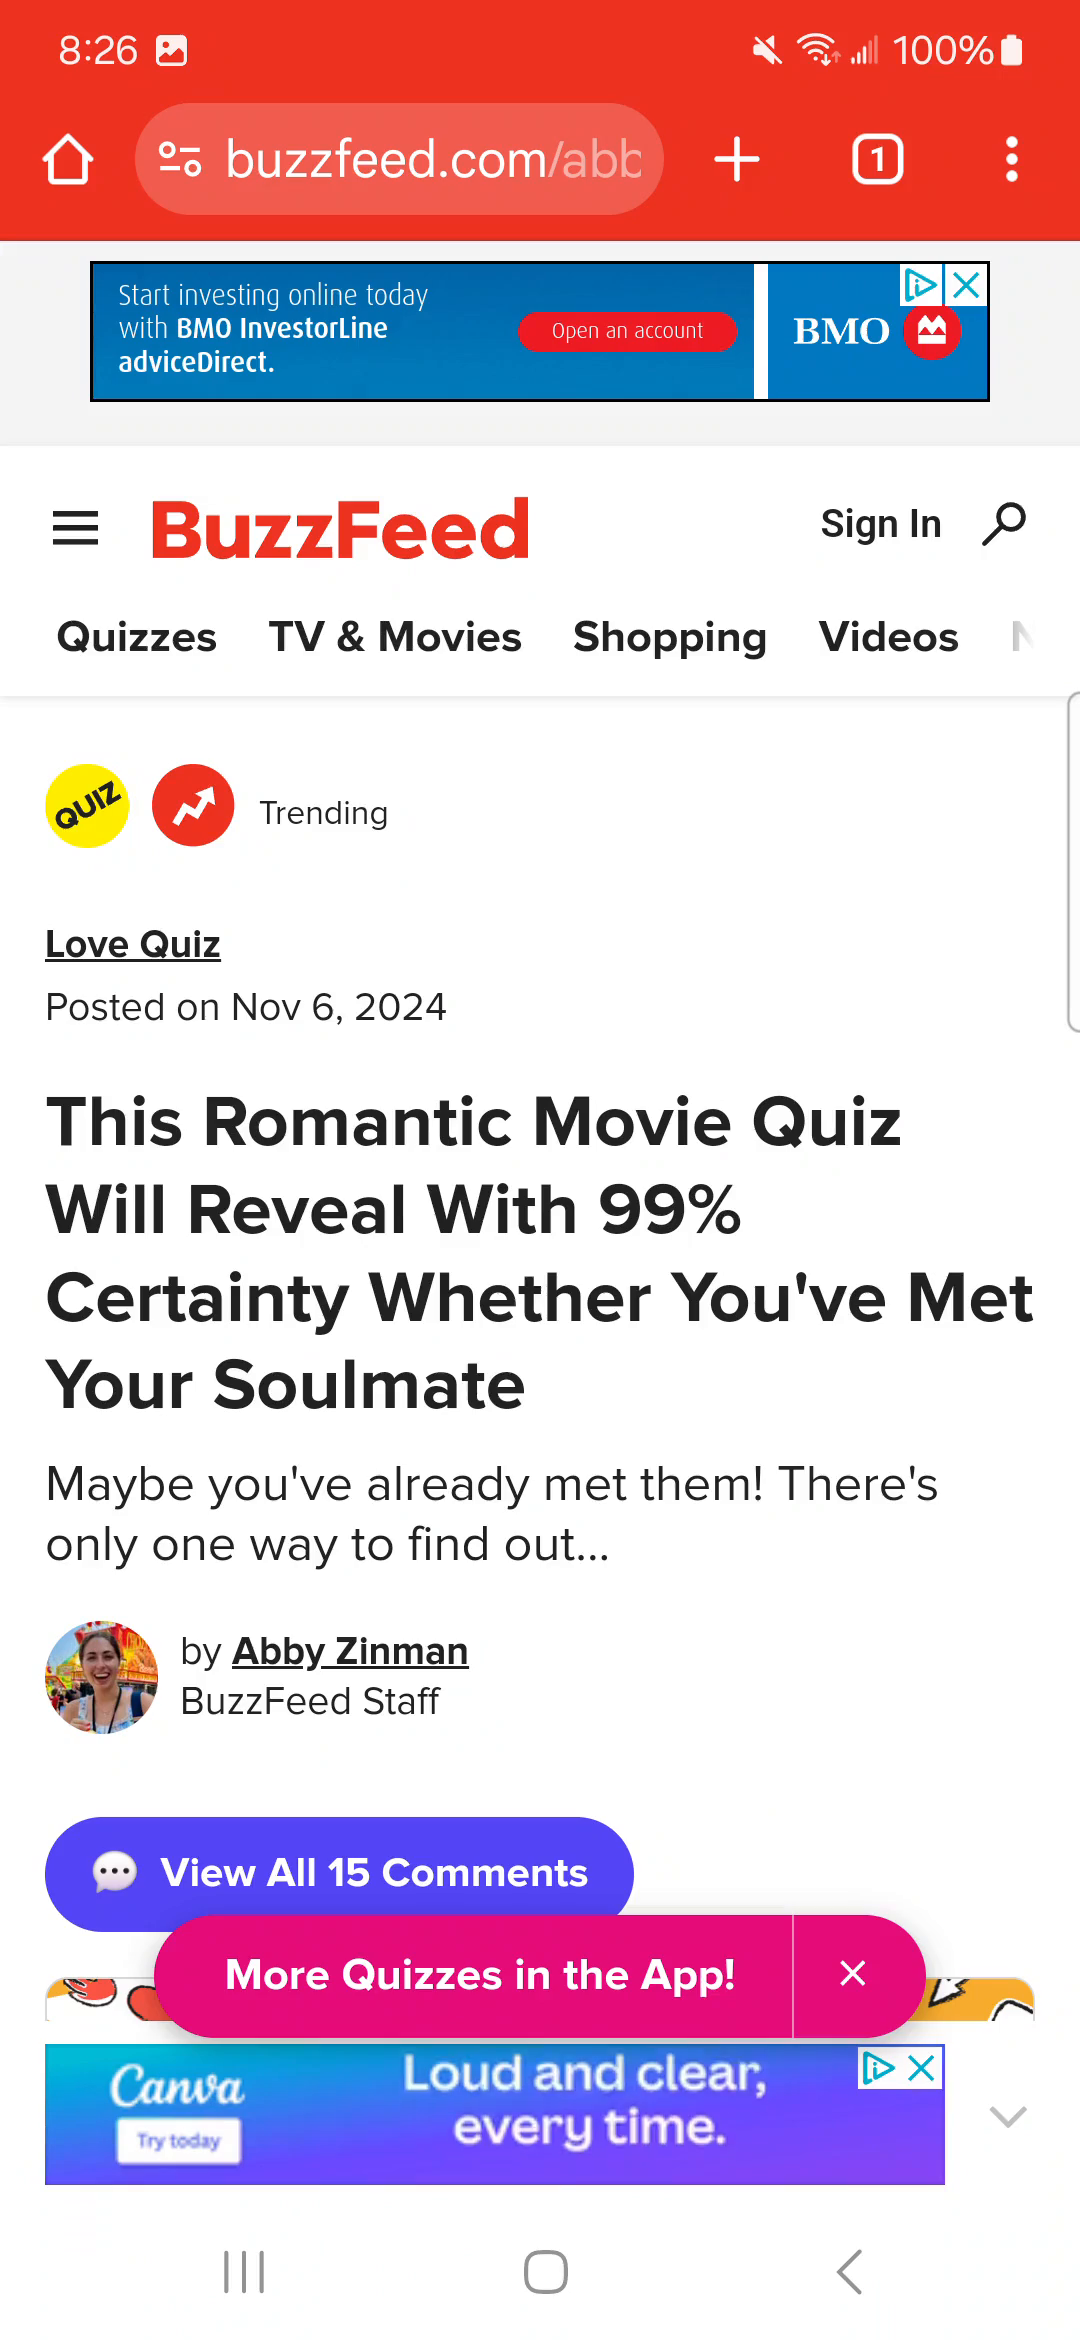 8:26
100%
buzzfeed.com/abb
1
Start investing online today
with BMO InvestorLine
adviceDirect.
Open an account
BMO
BuzzFeed
Sign In
Quizzes TV & Movies Shopping Videos N
QUIZ
Trending
Love Quiz
Posted on Nov 6, 2024
This Romantic Movie Quiz
Will Reveal With 99%
Certainty Whether You've Met
Your Soulmate
Maybe you've already met them! There's
only one way to find out...
by Abby Zinman
BuzzFeed Staff
View All 15 Comments
More Quizzes in the App!
Canva
Try today
Loud and clear,
every time.